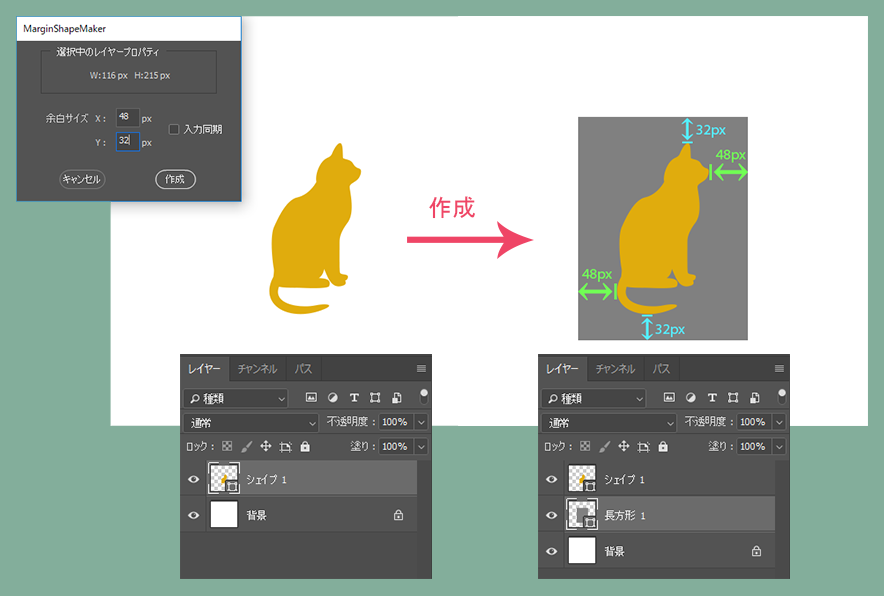 MarginShapeMaker
選択中のレイヤープロパティ
W:116 px H:215 px
余白サイズ X: 48 px
Y: 32 px
入力同期
キャンセル 作成
作成
32px
48px
48px
32px
レイヤー チャンネル パス
種類
通常 不透明度: 100%
ロック: 塗り: 100%
シェイプ 1
背景
レイヤー チャンネル パス
種類
通常 不透明度: 100%
ロック: 塗り: 100%
シェイプ 1
長方形 1
背景